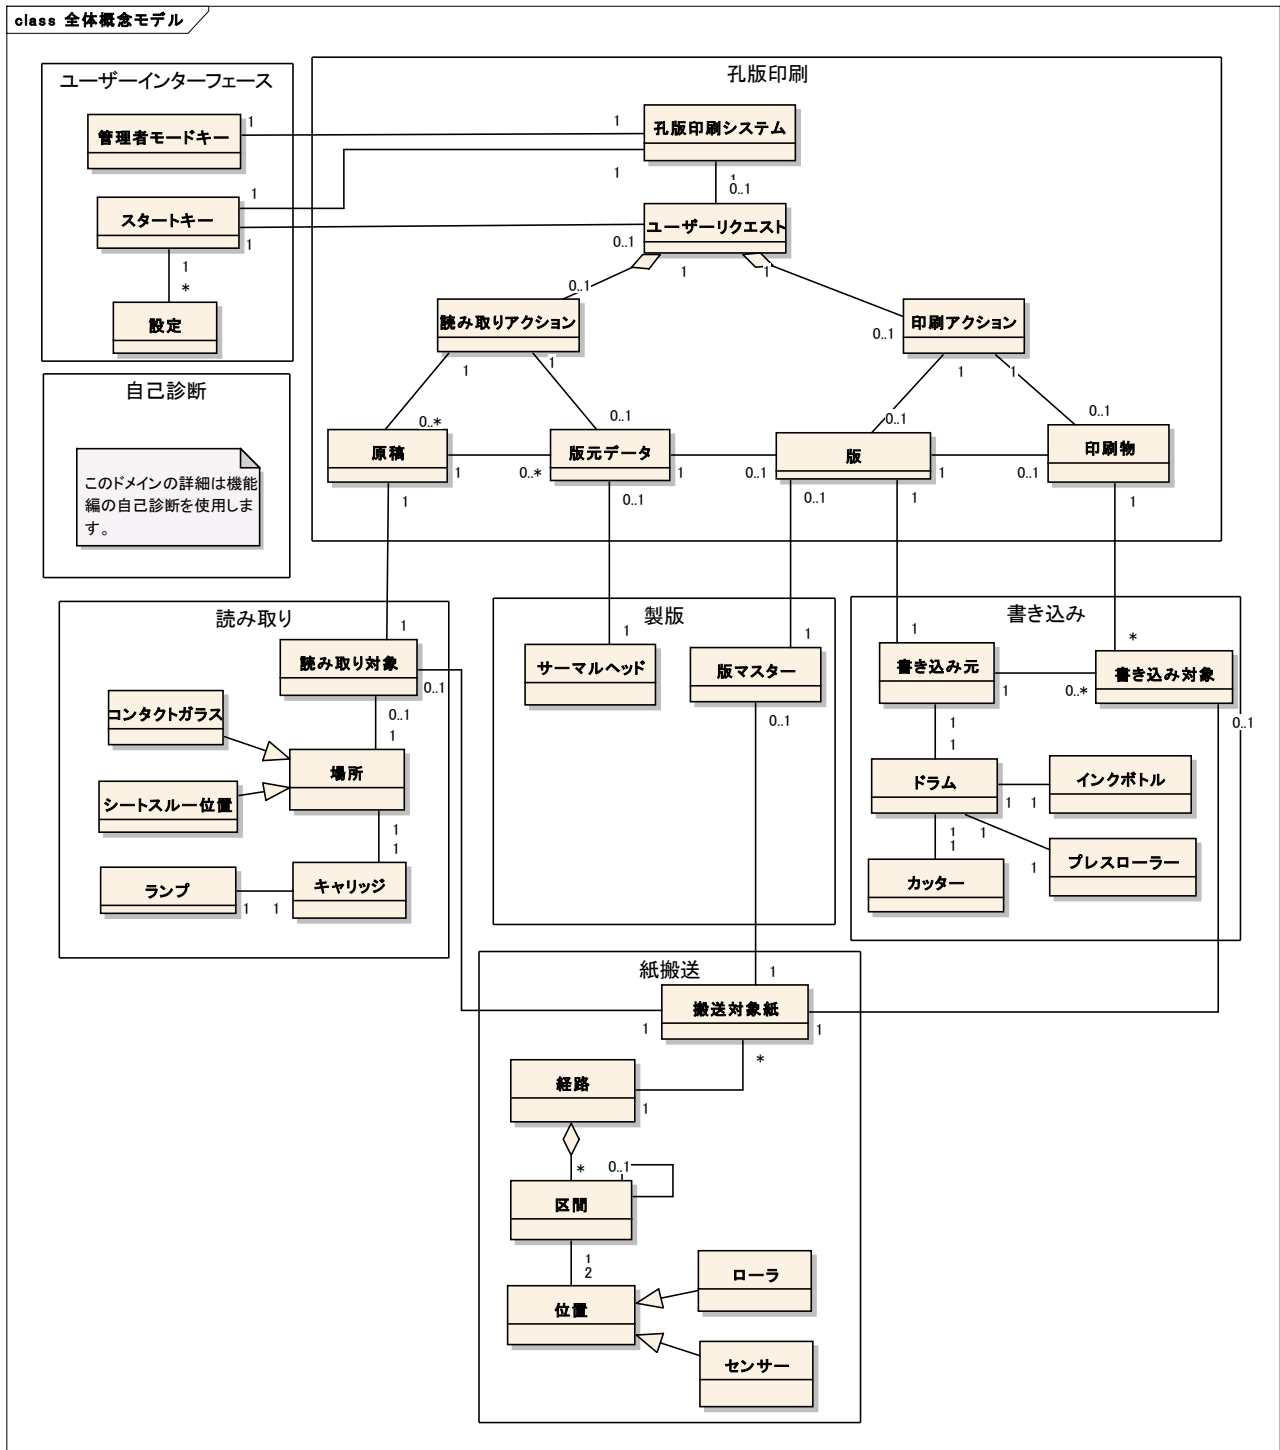 class 全体概念モデル
ユーザーインターフェース
管理者モードキー
1
スタートキー
1
1
1
*
設定
孔版印刷
1
孔版印刷システム
1
1
0..1
ユーザーリクエスト
0..1
1
1
0..1
読み取りアクション
0..1
印刷アクション
1
1
1
1
0..*
0..1
0..1
0..1
原稿
1
0..*
版元データ
1
0..1
版
1
0..1
印刷物
1
0..1
0..1
1
1
自己診断
このドメインの詳細は機能
編の自己診断を使用しま
す。
読み取り
1
読み取り対象
0..1
0..1
1
コンタクトガラス
場所
シートスルー位置
1
1
ランプ
1
1
キャリッジ
製版
1
サーマルヘッド
1
版マスター
0..1
書き込み
1
*
書き込み元
1
0..*
書き込み対象
0..1
1
1
ドラム
1
1
インクボトル
1
1
1
1
プレスローラー
カッター
紙搬送
1
搬送対象紙
1
1
*
経路
1
*
0..1
区間
1
2
位置
ローラ
センサー